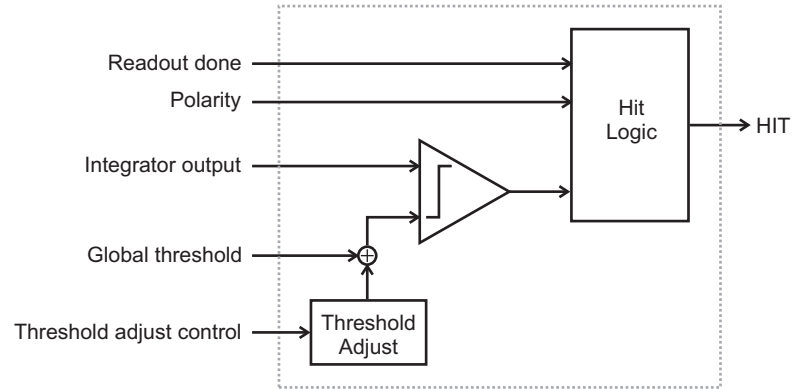 Readout done
Polarity
Hit
Logic
HIT
Integrator output
Global threshold
Threshold adjust control
Threshold
Adjust